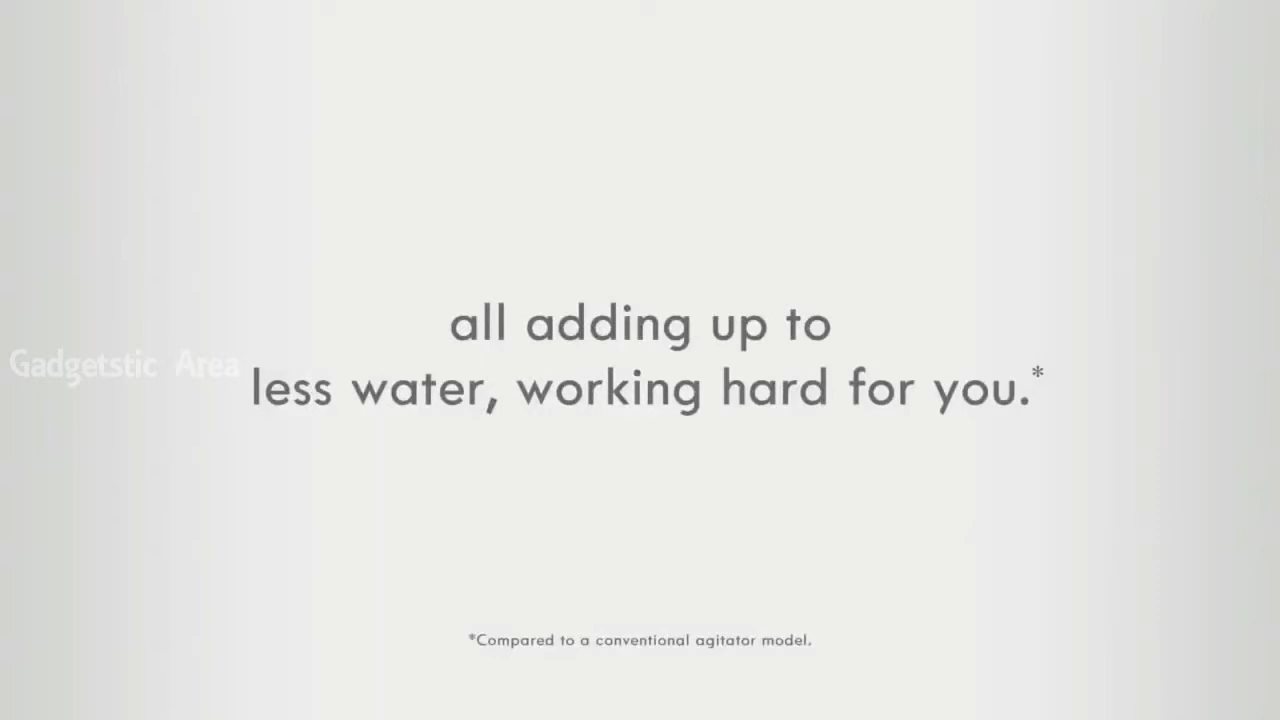 all adding up to
Gadgetstic Area
less water, working hard for you.*
*Compared to a conventional agitator model.